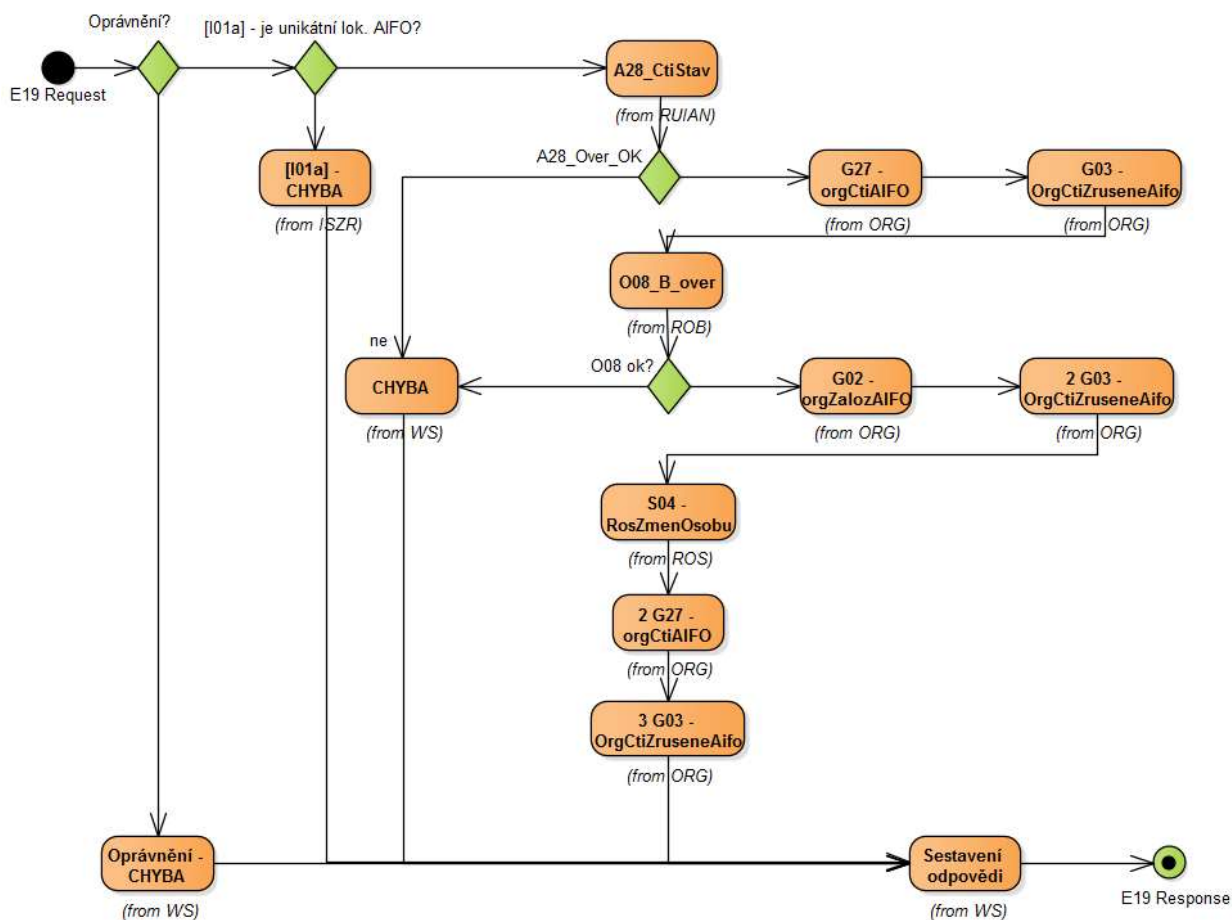 Oprávnění?
[I01a] - je unikátní lok. AIFO?
E19 Request
A28_CtiStav
(from RUIAN)
[I01a] -
CHYBA
(from ISZR)
A28_Over_OK
G27 -
orgCtiAIFO
(from ORG)
G03 -
OrgCtiZruseneAifo
(from ORG)
O08_B_over
(from ROB)
ne
CHYBA
(from WS)
O08 ok?
G02 -
orgZalozAIFO
(from ORG)
2 G03 -
OrgCtiZruseneAifo
(from ORG)
S04 -
RosZmenOsobu
(from ROS)
2 G27 -
orgCtiAIFO
(from ORG)
3 G03 -
OrgCtiZruseneAifo
(from ORG)
Oprávnění -
CHYBA
(from WS)
Sestavení
odpovědi
(from WS)
E19 Response